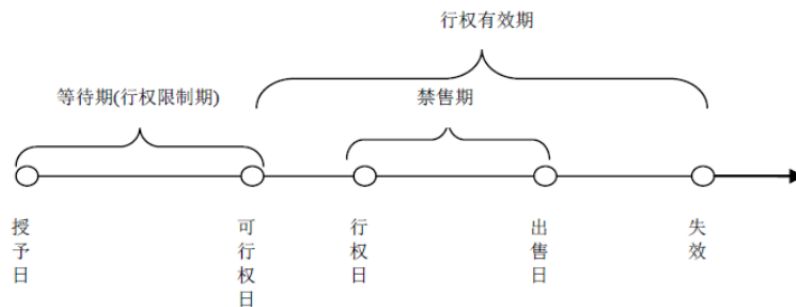 行权有效期
等待期(行权限制期)
禁售期
授予日
可行权日
行权日
出售日
失效